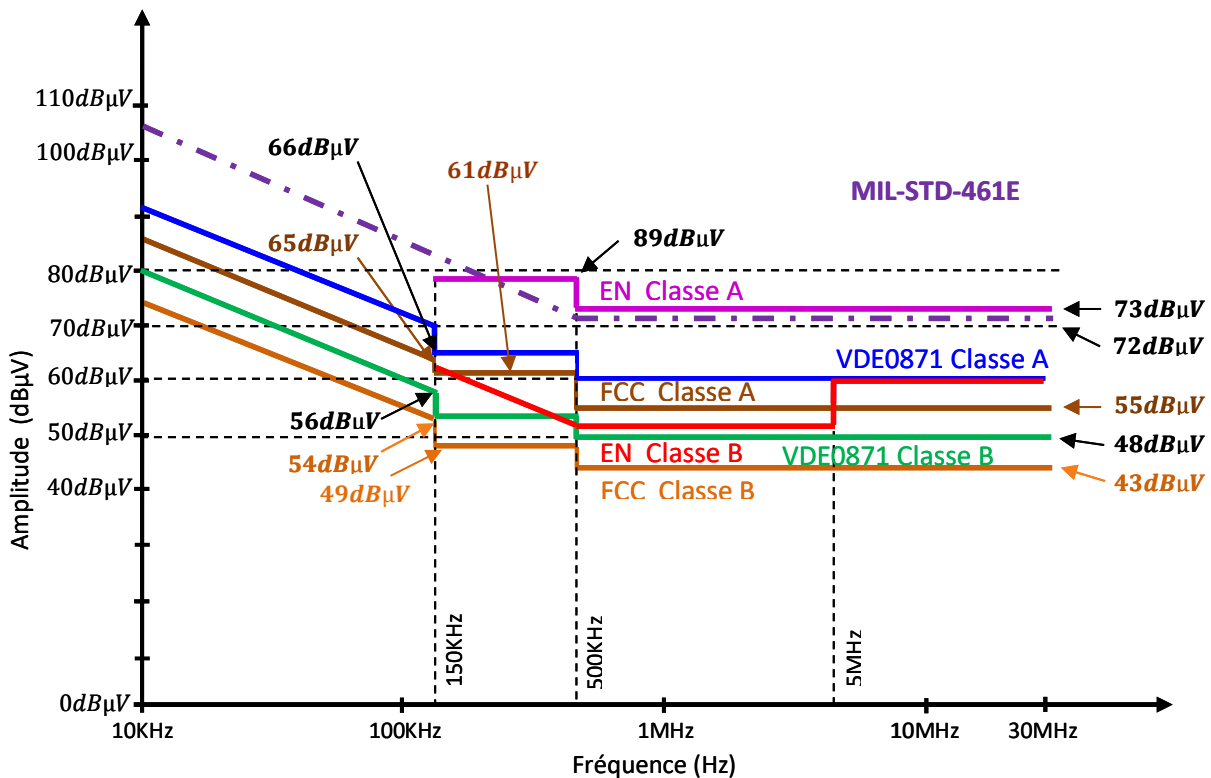 110dBµV
100dBµV
66dBµV
61dBµV
MIL-STD-461E
65dBµV
89dBµV
80dBµV
EN Classe A
73dBµV
70dBµV
72dBµV
VDE0871 Classe A
60dBµV
FCC Classe A
55dBµV
56dBµV
50dBµV
48dBµV
54dBµV
EN Classe B
VDE0871 Classe B
49dBµV
FCC Classe B
43dBµV
40dBµV
Amplitude (dBµV)
150KHz
500KHz
5MHz
0dBµV
10KHz
100KHz
1MHz
10MHz
30MHz
Fréquence (Hz)